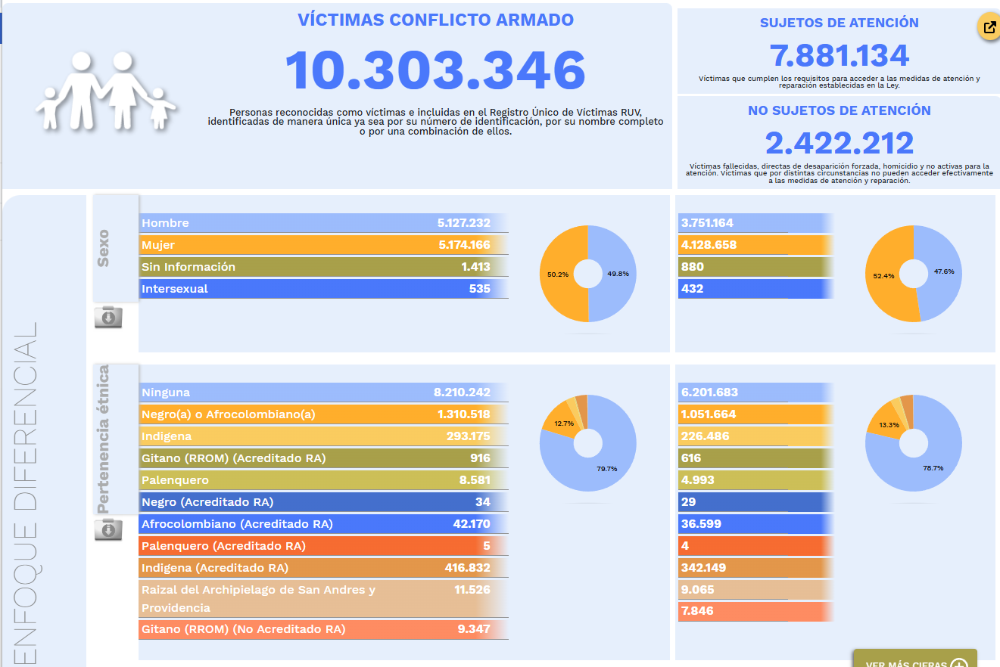 VÍCTIMAS CONFLICTO ARMADO
10.303.346
Personas reconocidas como víctimas e incluidas en el Registro Único de Víctimas RUV,
identificadas de manera única ya sea por su número de identificación, por su nombre completo
o por una combinación de ellos.
SUJETOS DE ATENCIÓN
7.881.134
Víctimas que cumplen los requisitos para acceder a las medidas de atención y
reparación establecidas en la Ley.
NO SUJETOS DE ATENCIÓN
2.422.212
Víctimas fallecidas, directas de desaparición forzada, homicidio y no activas para la
atención. Víctimas que por distintas circunstancias no pueden acceder efectivamente
a las medidas de atención y reparación.
ENFOQUE DIFERENCIAL
Sexo
Hombre 5.127.232
Mujer 5.174.166
Sin Información 1.413
Intersexual 535
50.2% 49.8%
3.751.164
4.128.658
880
432
52.4% 47.6%
Pertenencia étnica
Ninguna 8.210.242
Negro(a) o Afrocolombiano(a) 1.310.518
Indigena 293.175
Gitano (RROM) (Acreditado RA) 916
Palenquero 8.581
Negro (Acreditado RA) 34
Afrocolombiano (Acreditado RA) 42.170
Palenquero (Acreditado RA) 5
Indigena (Acreditado RA) 416.832
Raizal del Archipielago de San Andres y 11.526
Providencia
Gitano (RROM) (No Acreditado RA) 9.347
12.7%
79.7%
6.201.683
1.051.664
226.486
616
4.993
29
36.599
4
342.149
9.065
7.846
13.3%
78.7%
VER MÁS CIFRAS